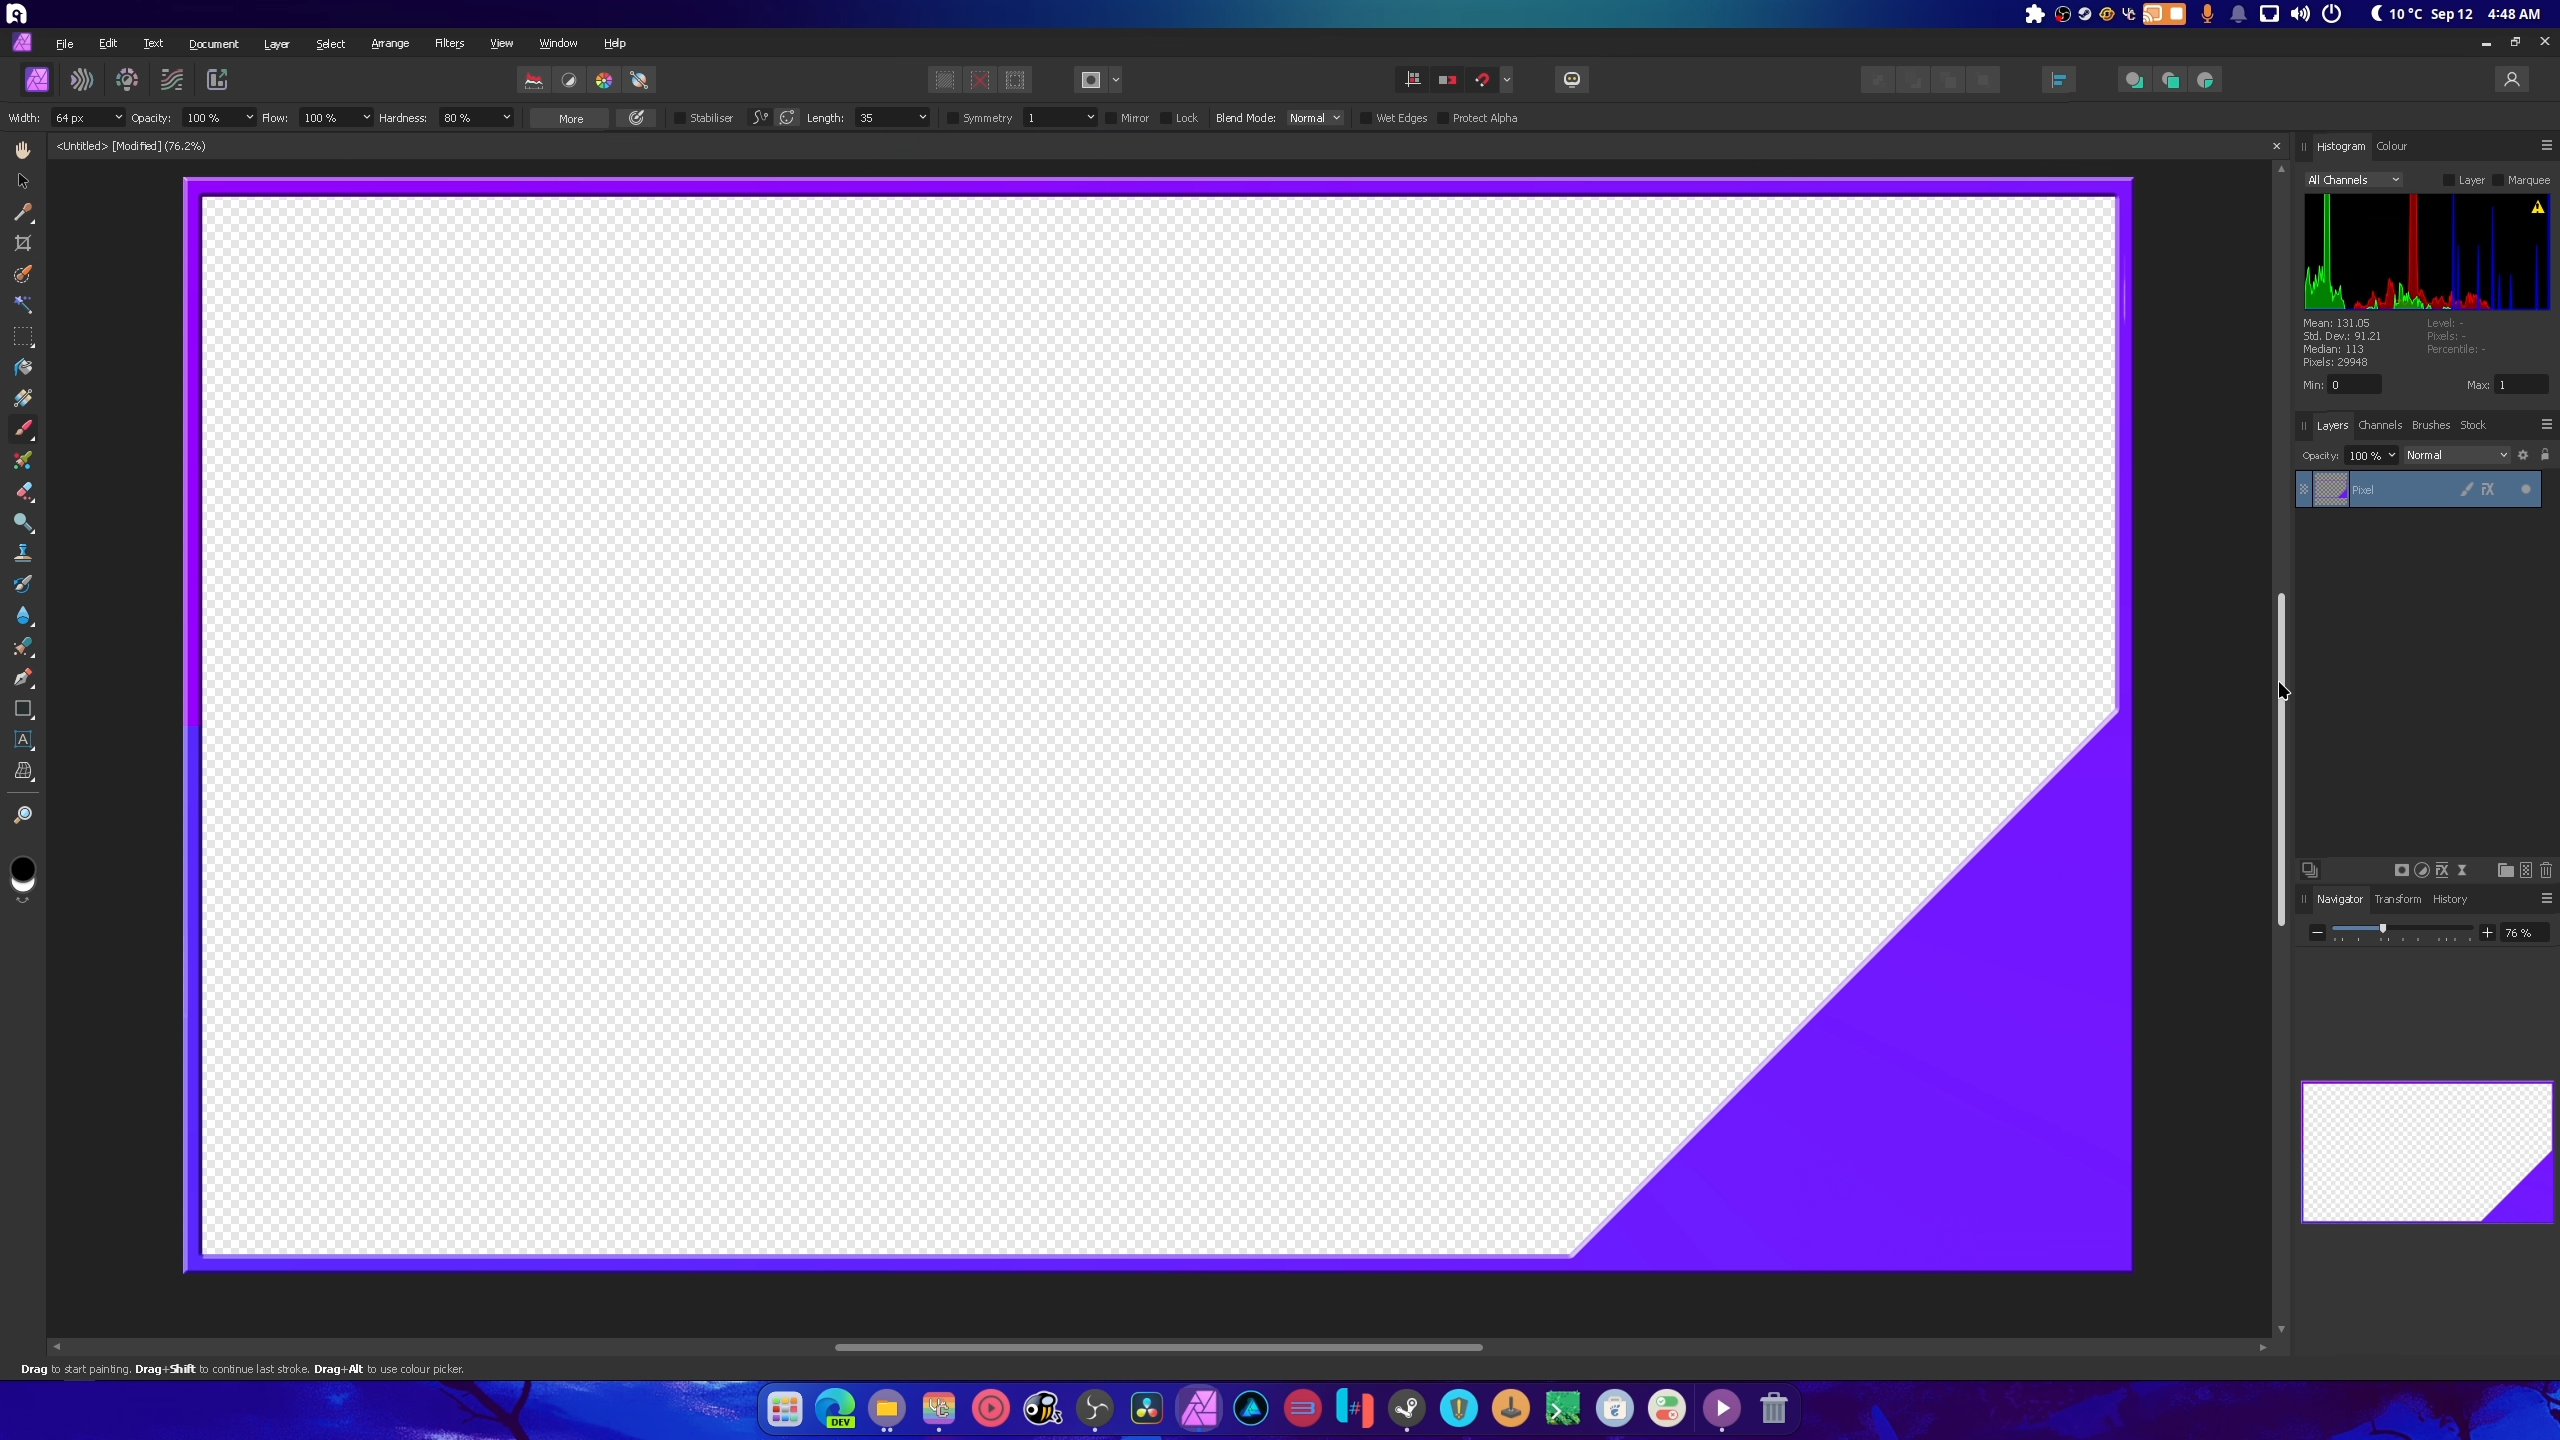 10 °C Sep 12 4:48 AM
File Edit Text Document Layer Select Arrange Filters View Window Help
Width: 64 px Opacity: 100 % Flow: 100 % Hardness: 80 % More Stabiliser Length: 35 Symmetry 1 Mirror Lock Blend Mode: Normal Wet Edges Protect Alpha
<Untitled> [Modified] (76.2%)
Histogram Colour
All Channels Layer Marquee
Mean: 131.05 Level: -
Std. Dev.: 91.21 Pixels: -
Median: 113 Percentile: -
Pixels: 29948
Min: 0 Max: 1
Layers Channels Brushes Stock
Opacity: 100 % Normal
Pixel
A
Navigator Transform History
76 %
Drag to start painting. Drag+Shift to continue last stroke. Drag+Alt to use colour picker.
DEV